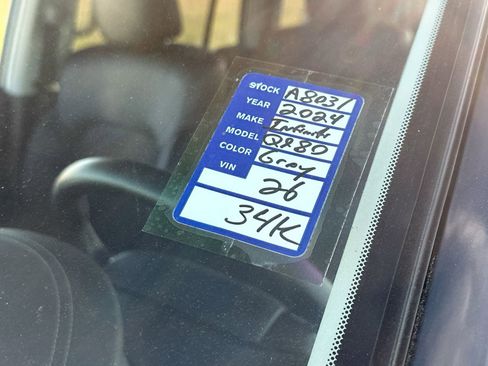 STOCK A8031
YEAR 2024
MAKE Infiniti
MODEL QX80
COLOR Gray
VIN 26
34K